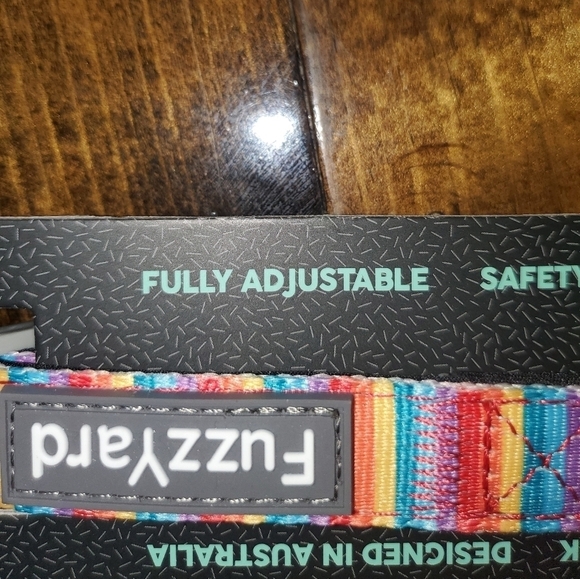 FULLY ADJUSTABLE SAFETY
FuzzYard
DESIGNED IN AUSTRALIA
K